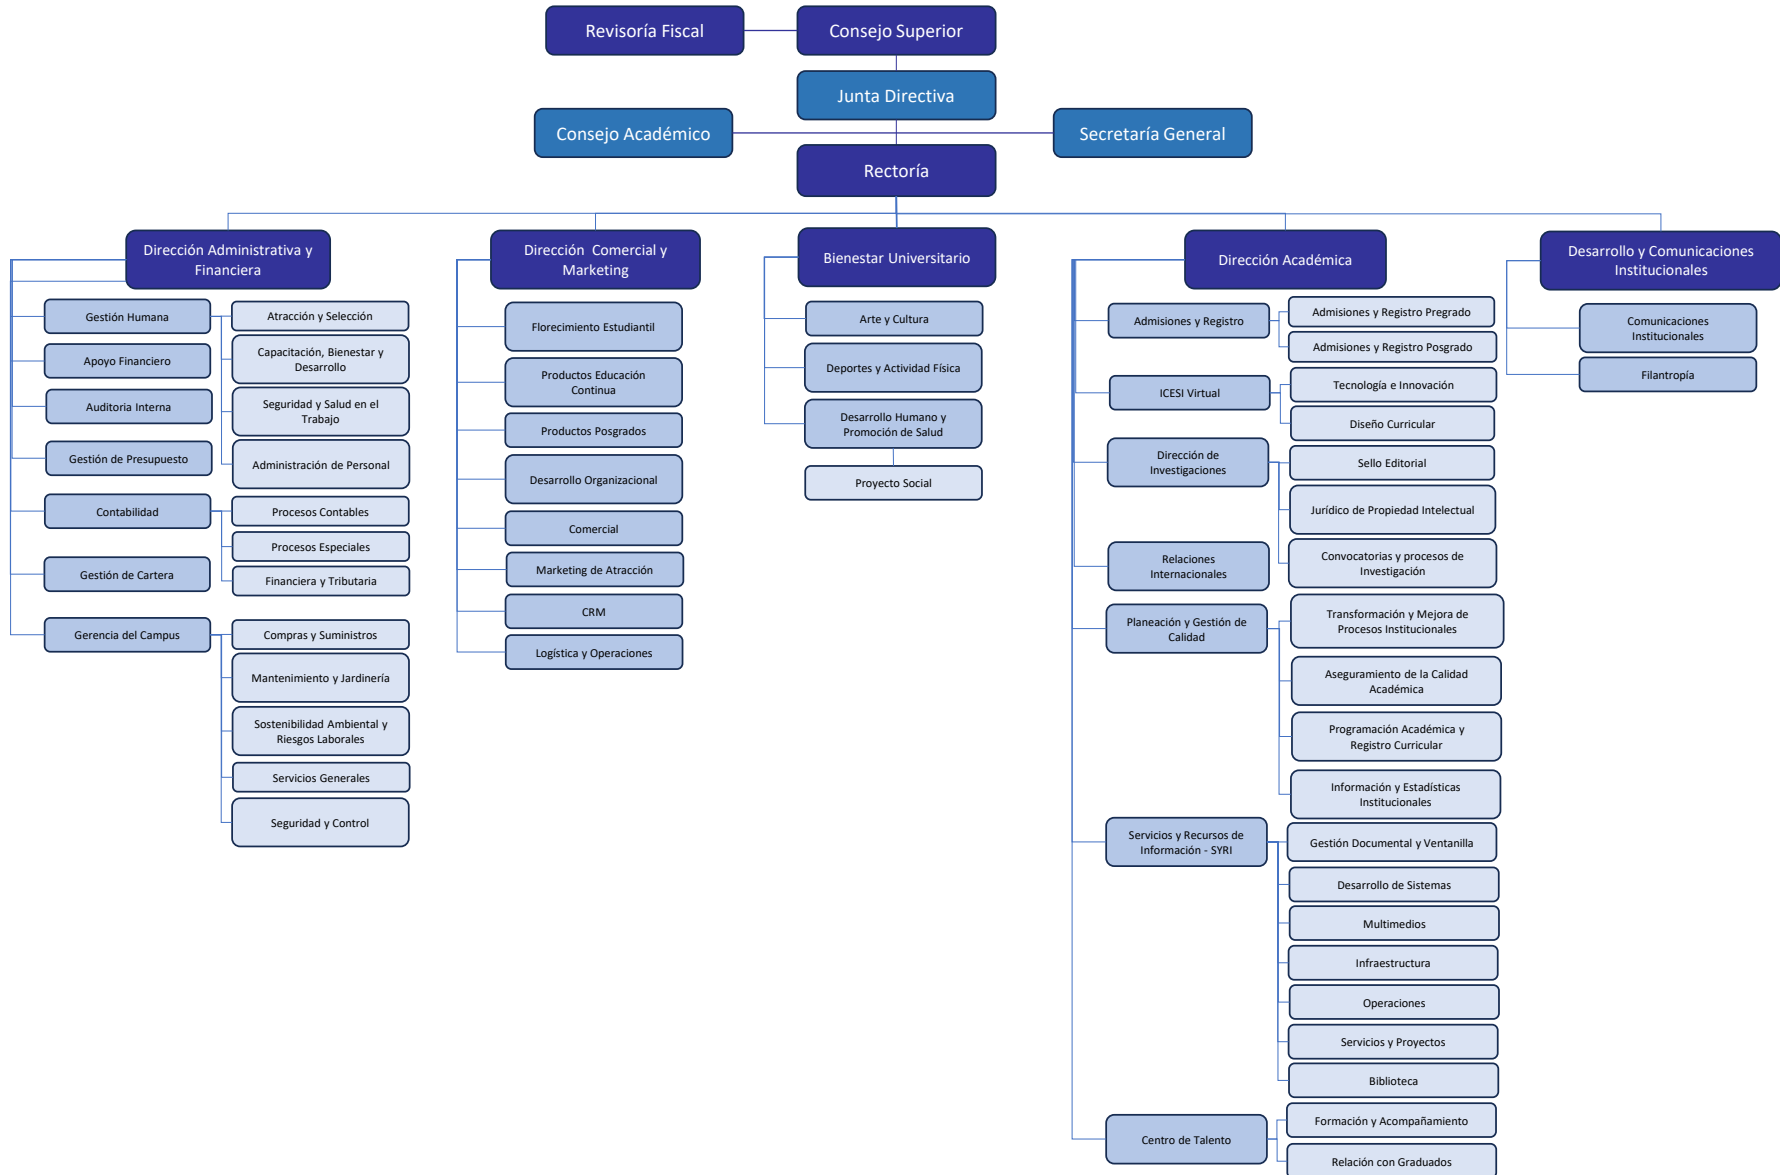 Revisoría Fiscal
Consejo Superior
Junta Directiva
Consejo Académico
Secretaría General
Rectoría
Dirección Administrativa y
Financiera
Gestión Humana
Atracción y Selección
Capacitación, Bienestar y
Desarrollo
Seguridad y Salud en el
Trabajo
Administración de Personal
Apoyo Financiero
Auditoria Interna
Gestión de Presupuesto
Contabilidad
Procesos Contables
Procesos Especiales
Financiera y Tributaria
Gestión de Cartera
Gerencia del Campus
Compras y Suministros
Mantenimiento y Jardinería
Sostenibilidad Ambiental y
Riesgos Laborales
Servicios Generales
Seguridad y Control
Dirección Comercial y
Marketing
Florecimiento Estudiantil
Productos Educación
Continua
Productos Posgrados
Desarrollo Organizacional
Comercial
Marketing de Atracción
CRM
Logística y Operaciones
Bienestar Universitario
Arte y Cultura
Deportes y Actividad Física
Desarrollo Humano y
Promoción de Salud
Proyecto Social
Dirección Académica
Admisiones y Registro
Admisiones y Registro Pregrado
Admisiones y Registro Posgrado
ICESI Virtual
Tecnología e Innovación
Diseño Curricular
Dirección de
Investigaciones
Sello Editorial
Jurídico de Propiedad Intelectual
Convocatorias y procesos de
Investigación
Relaciones
Internacionales
Planeación y Gestión de
Calidad
Transformación y Mejora de
Procesos Institucionales
Aseguramiento de la Calidad
Académica
Programación Académica y
Registro Curricular
Información y Estadísticas
Institucionales
Servicios y Recursos de
Información - SYRI
Gestión Documental y Ventanilla
Desarrollo de Sistemas
Multimedios
Infraestructura
Operaciones
Servicios y Proyectos
Biblioteca
Centro de Talento
Formación y Acompañamiento
Relación con Graduados
Desarrollo y Comunicaciones
Institucionales
Comunicaciones
Institucionales
Filantropía